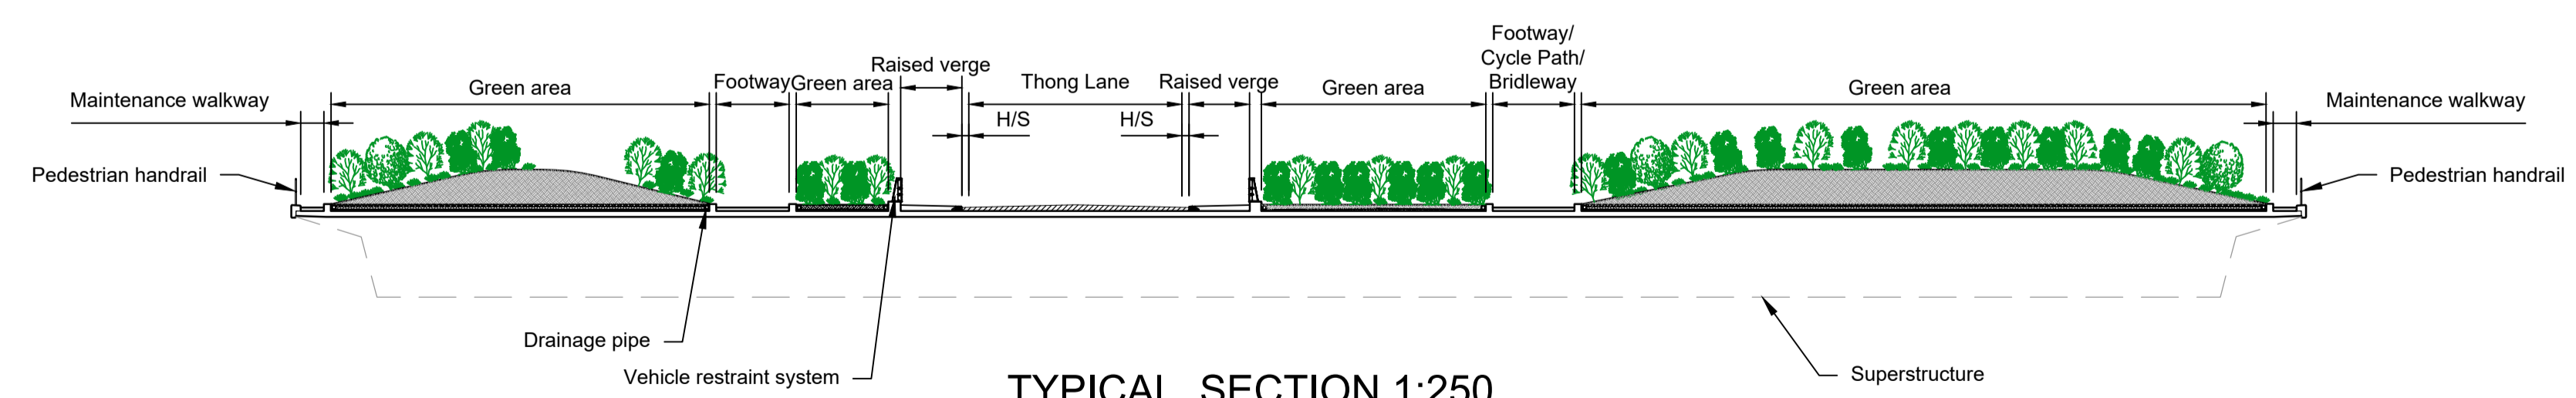 Footway/
Cycle Path/
Bridleway
Raised verge
Green area
Footway
Green area
Thong Lane
Raised verge
Green area
Green area
Maintenance walkway
Maintenance walkway
H/S
H/S
Pedestrian handrail
Pedestrian handrail
Drainage pipe
Vehicle restraint system
Superstructure
TYPICAL SECTION 1:250